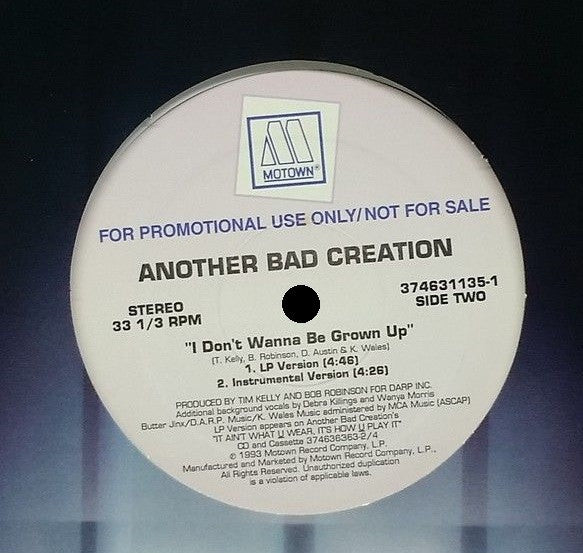 MOTOWN®
FOR PROMOTIONAL USE ONLY/NOT FOR SALE
ANOTHER BAD CREATION
STEREO
33 1/3 RPM
374631135-1
SIDE TWO
"I Don't Wanna Be Grown Up"
(T. Kelly, B. Robinson, D. Austin & K. Wales)
1. LP Version (4:46)
2. Instrumental Version (4:26)
PRODUCED BY TIM KELLY AND BOB ROBINSON FOR DARP INC.
Additional background vocals by Debra Killings and Wanya Morris
Butter Jinx/D.A.R.P. Music/K. Wales Music administered by MCA Music (ASCAP)
LP Version appears on Another Bad Creation's
"IT AIN'T WHAT U WEAR, IT'S HOW U PLAY IT"
CD and Cassette 374636363-2/4
© 1993 Motown Record Company, L.P.
Manufactured and Marketed by Motown Record Company, L.P.,
All Rights Reserved. Unauthorized duplication
is a violation of applicable laws.